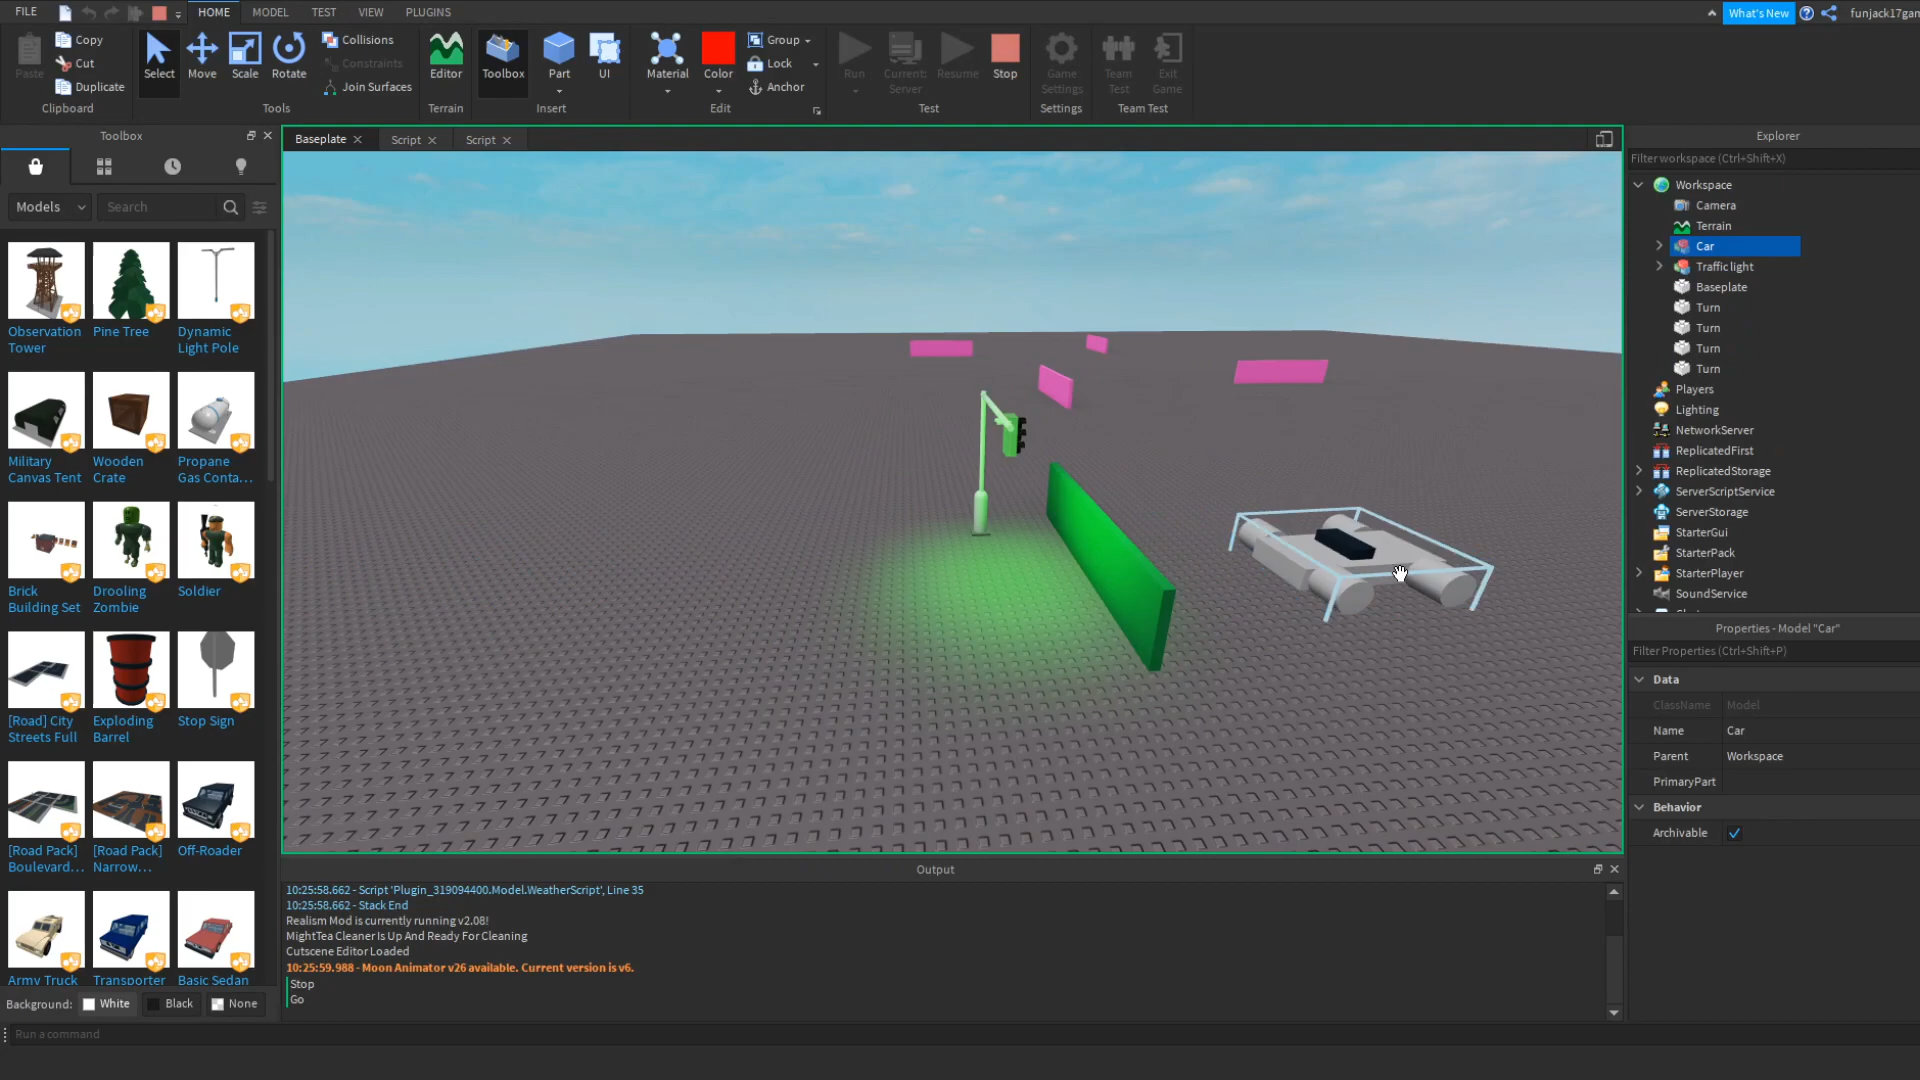 FILE
HOME
MODEL
TEST
VIEW
PLUGINS
What's New
funjack17gam
Paste
Copy
Cut
Duplicate
Clipboard
Select
Move
Scale
Rotate
Collisions
Constraints
Join Surfaces
Tools
Editor
Terrain
Toolbox
Part
UI
Insert
Material
Color
Group
Lock
Anchor
Edit
Run
Current:
Server
Resume
Stop
Test
Game
Settings
Settings
Team
Test
Exit
Game
Team Test
Toolbox
Models
Search
Observation
Tower
Pine Tree
Dynamic
Light Pole
Military
Canvas Tent
Wooden
Crate
Propane
Gas Conta...
Brick
Building Set
Drooling
Zombie
Soldier
[Road] City
Streets Full
Exploding
Barrel
Stop Sign
[Road Pack]
Boulevard...
[Road Pack]
Narrow...
Off-Roader
Army Truck
Transporter
Basic Sedan
Background:
White
Black
None
Run a command
Baseplate
Script
Script
Output
10:25:58.662 - Script 'Plugin_319094400.Model.WeatherScript', Line 35
10:25:58.662 - Stack End
Realism Mod is currently running v2.08!
MightTea Cleaner Is Up And Ready For Cleaning
Cutscene Editor Loaded
10:25:59.988 - Moon Animator v26 available. Current version is v6.
Stop
Go
Explorer
Filter workspace (Ctrl+Shift+X)
Workspace
Camera
Terrain
Car
Trafficlight
Baseplate
Turn
Turn
Turn
Turn
Players
Lighting
NetworkServer
ReplicatedFirst
ReplicatedStorage
ServerScriptService
ServerStorage
StarterGui
StarterPack
StarterPlayer
SoundService
Properties - Model "Car"
Filter Properties (Ctrl+Shift+P)
Data
ClassName
Model
Name
Car
Parent
Workspace
PrimaryPart
Behavior
Archivable